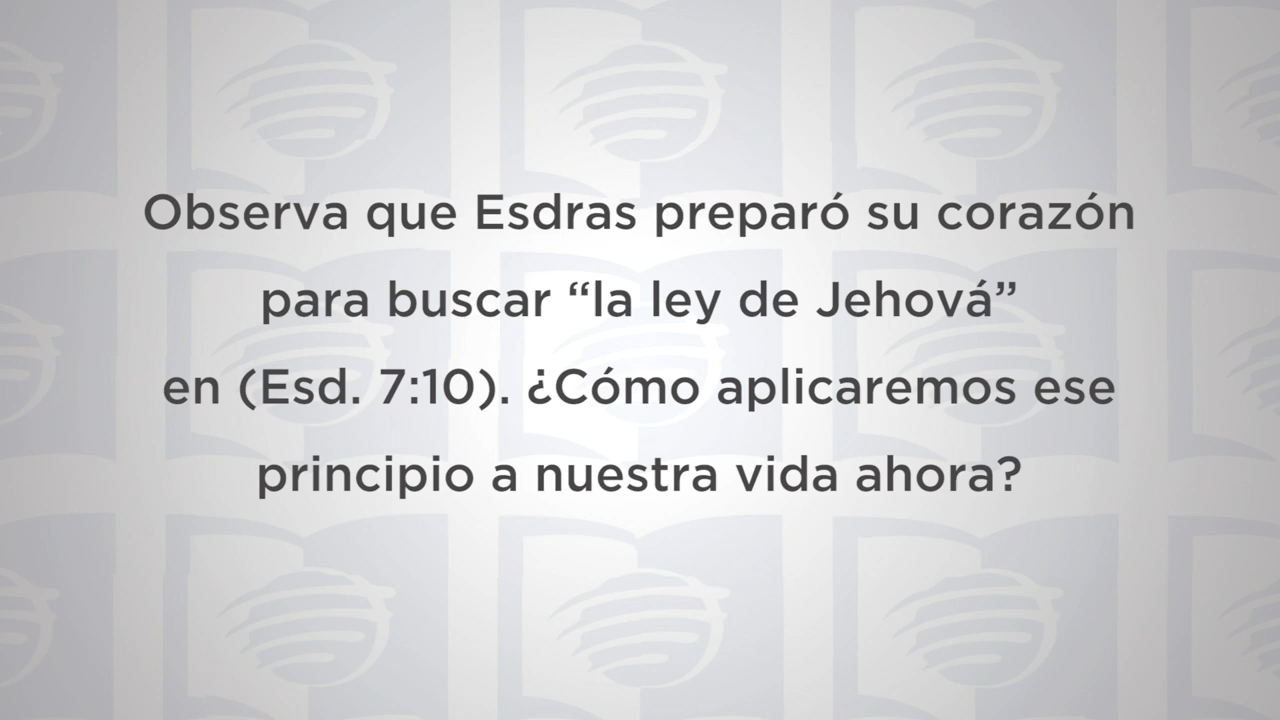 Observa que Esdras preparó su corazón
para buscar “la ley de Jehová”
en (Esd. 7:10). ¿Cómo aplicaremos ese
principio a nuestra vida ahora?